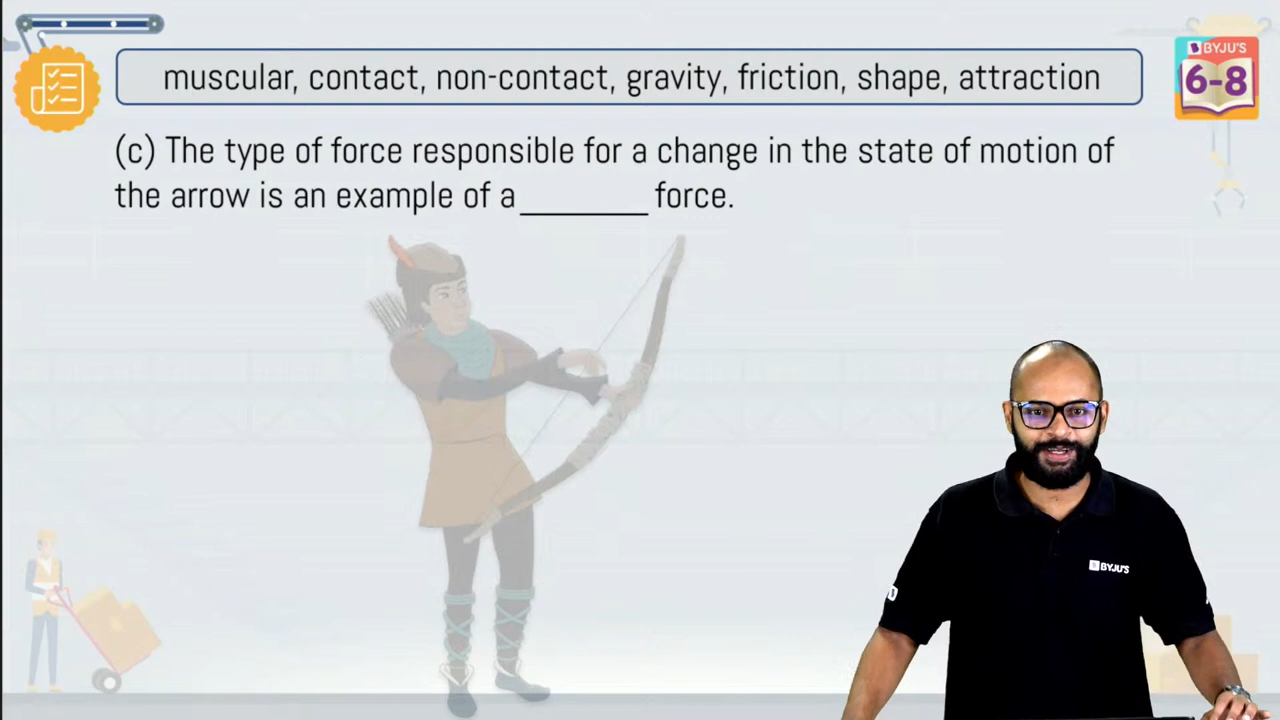 BYJU'S
6-8
muscular, contact, non-contact, gravity, friction, shape, attraction
(c) The type of force responsible for a change in the state of motion of
the arrow is an example of a ________ force.
BYJU'S